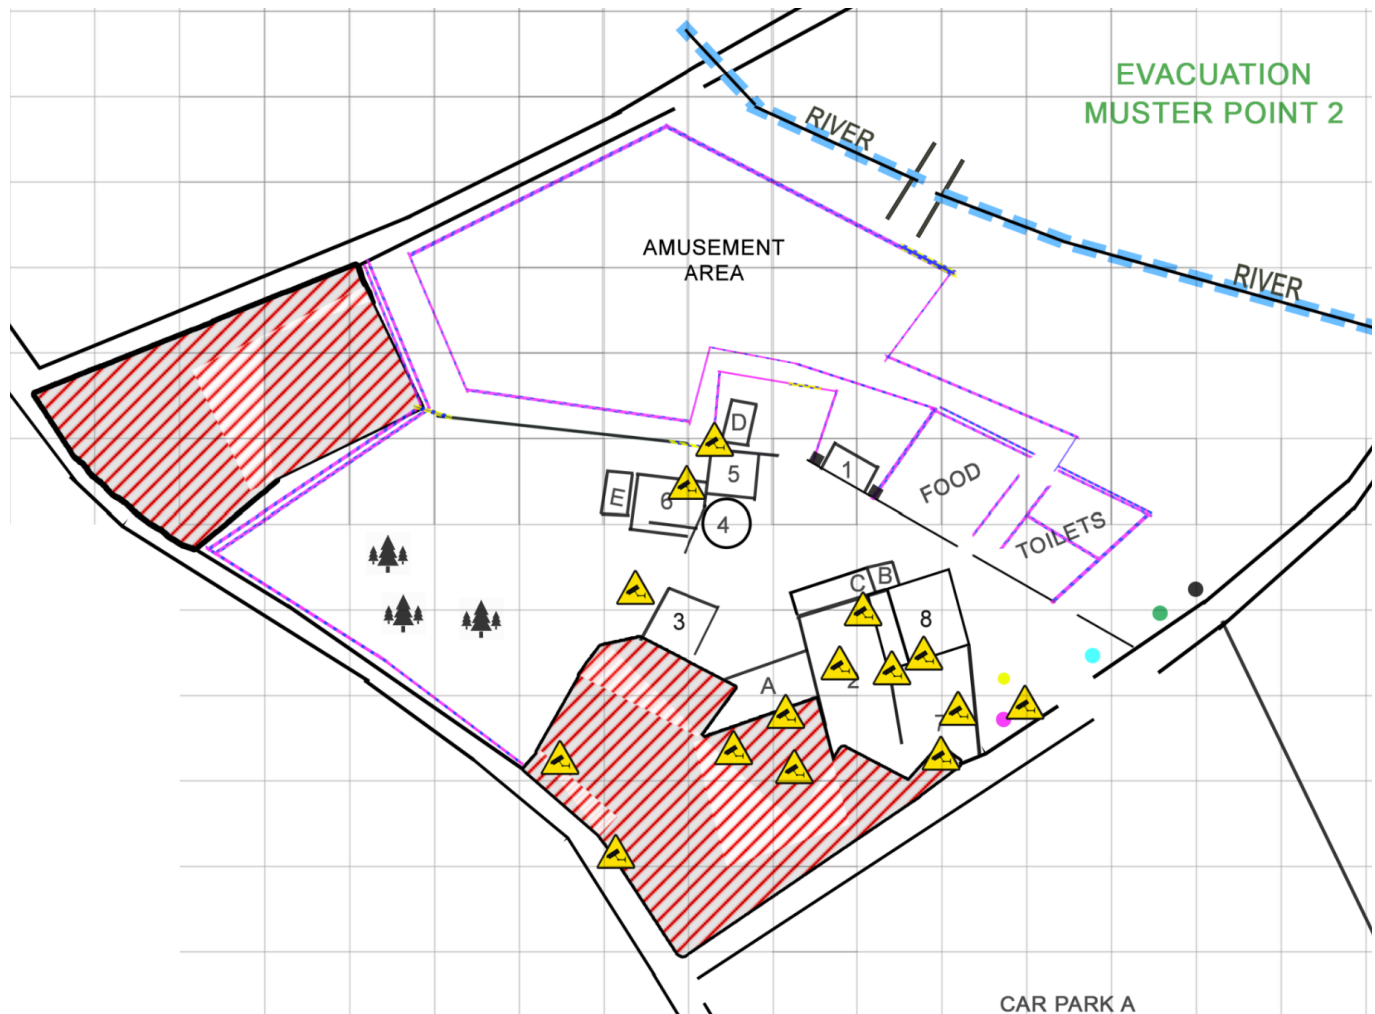 EVACUATION
MUSTER POINT 2
RIVER
AMUSEMENT
AREA
RIVER
D
5
1
FOOD
E
6
4
TOILETS
C
B
8
3
2
A
7
CAR PARK A